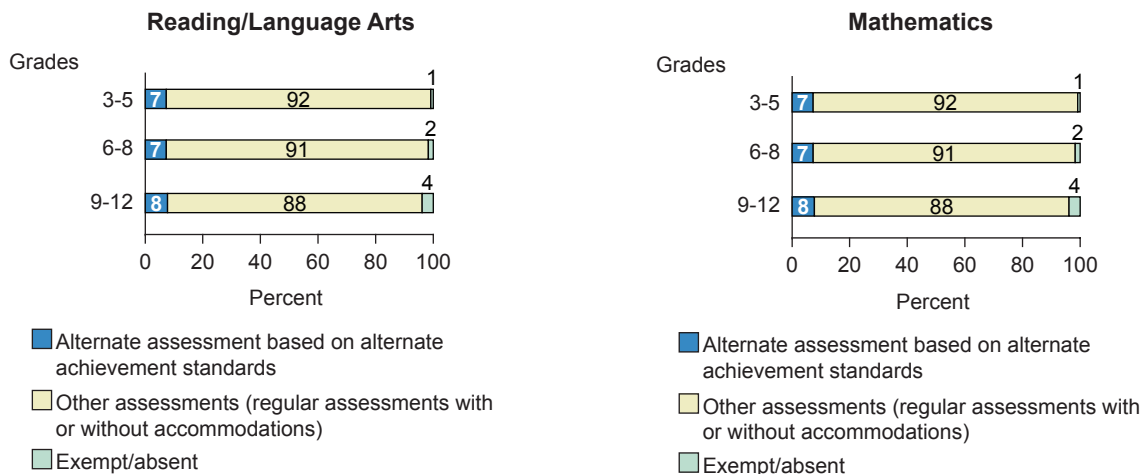 Reading/Language Arts
Grades
1
3-5 7 92
2
6-8 7 91
4
9-12 8 88
0 20 40 60 80 100
Percent
Alternate assessment based on alternate
achievement standards
Other assessments (regular assessments with
or without accommodations)
Exempt/absent
Mathematics
Grades
1
3-5 7 92
2
6-8 7 91
4
9-12 8 88
0 20 40 60 80 100
Percent
Alternate assessment based on alternate
achievement standards
Other assessments (regular assessments with
or without accommodations)
Exempt/absent